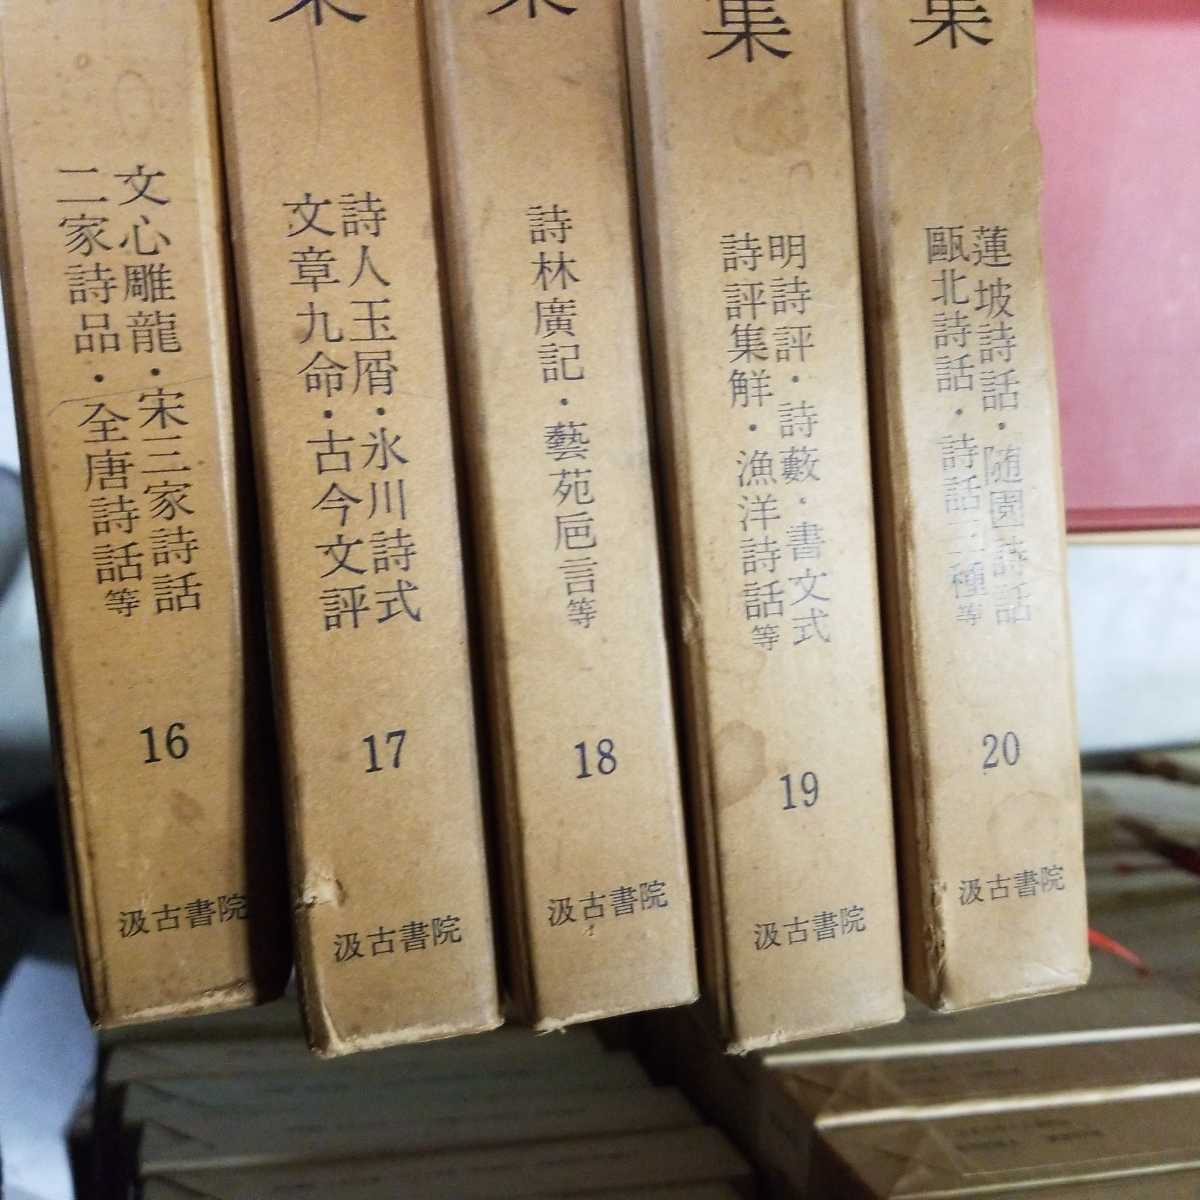 集
文心雕龍・宋三家詩話
二家詩品・全唐詩話等
16
汲古書院
詩人玉屑・氷川詩式
文章九命・古今文評
17
汲古書院
詩林廣記・藝苑巵言等
18
汲古書院
集
明詩評・詩藪・書文式
詩評集解・漁洋詩話等
19
汲古書院
集
蓮坡詩話・随園詩話
甌北詩話・詩話二種等
20
汲古書院